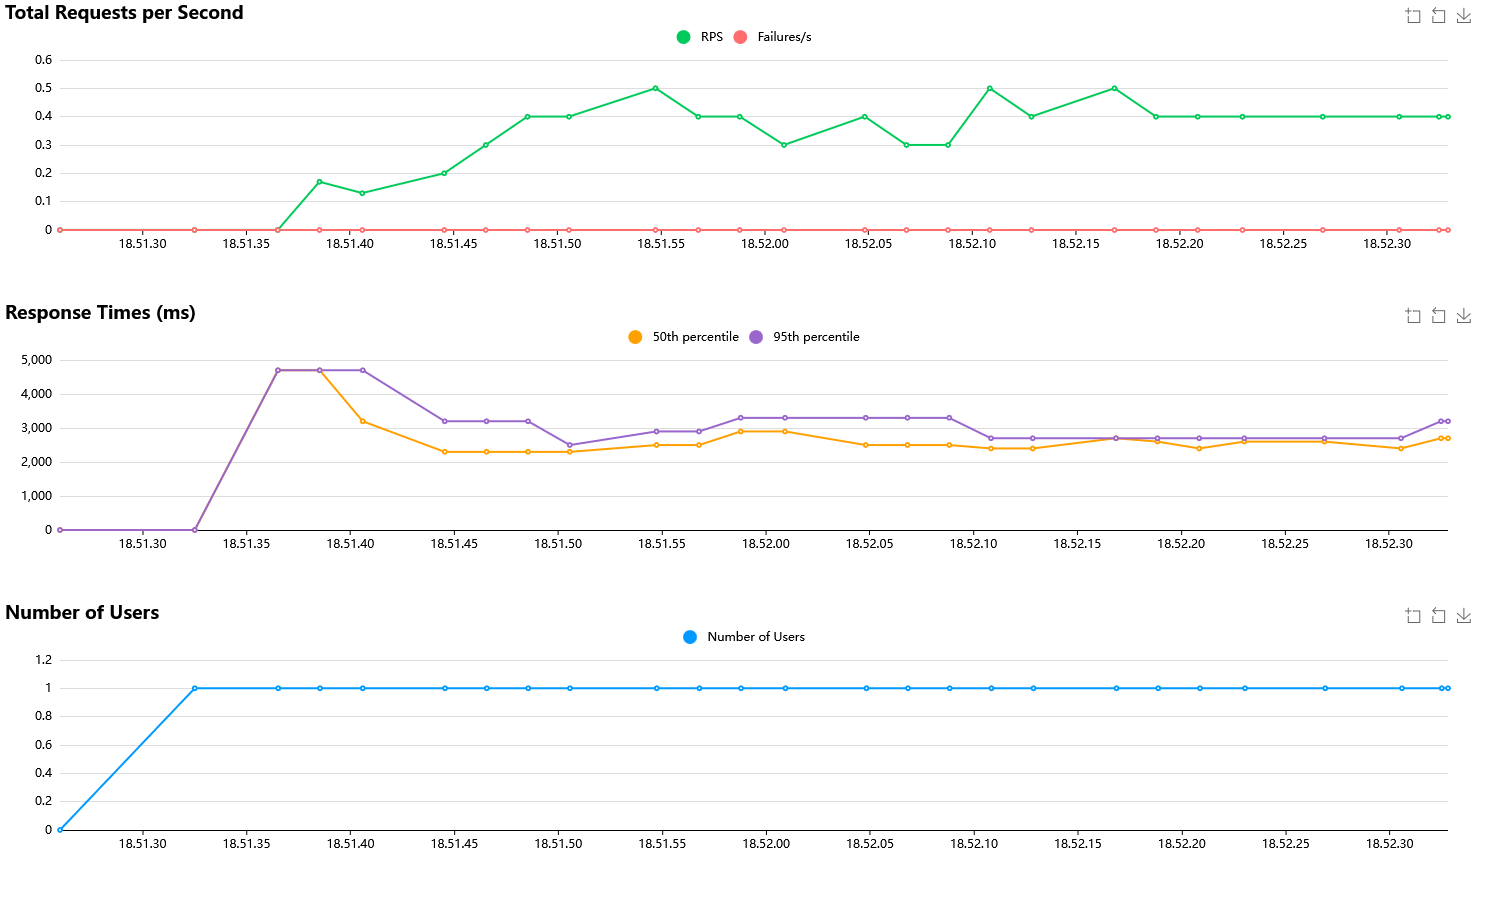 Total Requests per Second
RPS Failures/s
0.6
0.5
0.4
0.3
0.2
0.1
0
18.51.30 18.51.35 18.51.40 18.51.45 18.51.50 18.51.55 18.52.00 18.52.05 18.52.10 18.52.15 18.52.20 18.52.25 18.52.30
Response Times (ms)
50th percentile 95th percentile
5,000
4,000
3,000
2,000
1,000
0
18.51.30 18.51.35 18.51.40 18.51.45 18.51.50 18.51.55 18.52.00 18.52.05 18.52.10 18.52.15 18.52.20 18.52.25 18.52.30
Number of Users
Number of Users
1.2
1
0.8
0.6
0.4
0.2
0
18.51.30 18.51.35 18.51.40 18.51.45 18.51.50 18.51.55 18.52.00 18.52.05 18.52.10 18.52.15 18.52.20 18.52.25 18.52.30